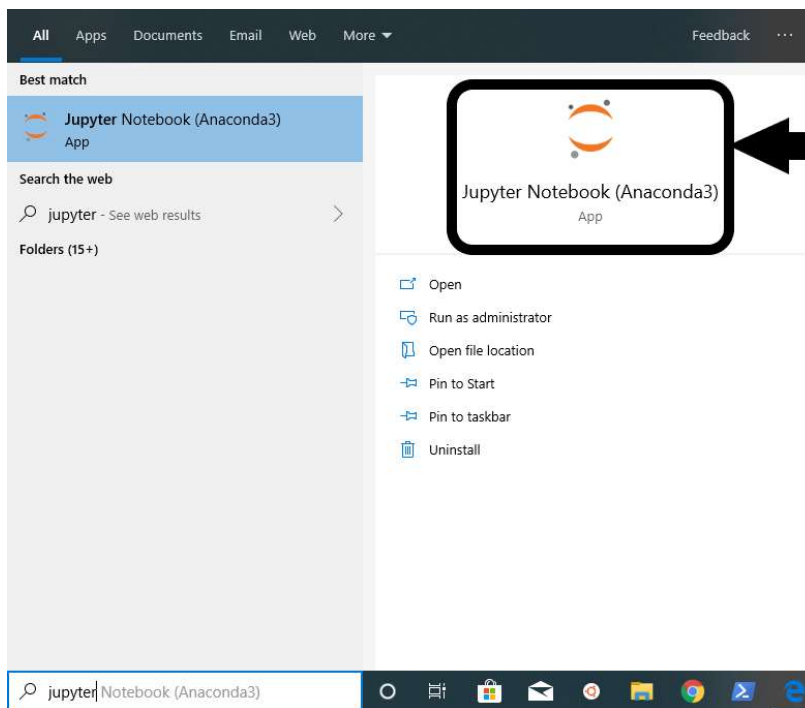 All Apps Documents Email Web More Feedback ...
Best match
Jupyter Notebook (Anaconda3)
App
Search the web
jupyter - See web results
Folders (15+)
Jupyter Notebook (Anaconda3)
App
Open
Run as administrator
Open file location
Pin to Start
Pin to taskbar
Uninstall
jupyter Notebook (Anaconda3)